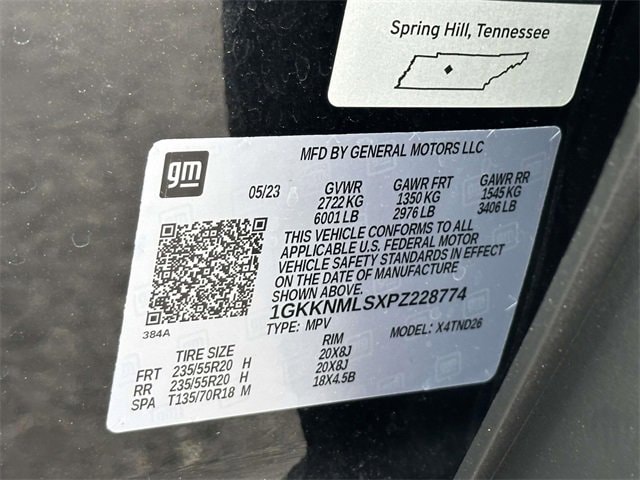 Spring Hill, Tennessee
gm
MFD BY GENERAL MOTORS LLC
05/23 GVWR GAWR FRT GAWR RR
2722 KG 1350 KG 1545 KG
6001 LB 2976 LB 3406 LB
THIS VEHICLE CONFORMS TO ALL
APPLICABLE U.S. FEDERAL MOTOR
VEHICLE SAFETY STANDARDS IN EFFECT
ON THE DATE OF MANUFACTURE
SHOWN ABOVE.
1GKKNMLSXPZ228774
384A
TYPE: MPV MODEL: X4TND26
TIRE SIZE RIM
FRT 235/55R20 H 20X8J
RR 235/55R20 H 20X8J
SPA T135/70R18 M 18X4.5B